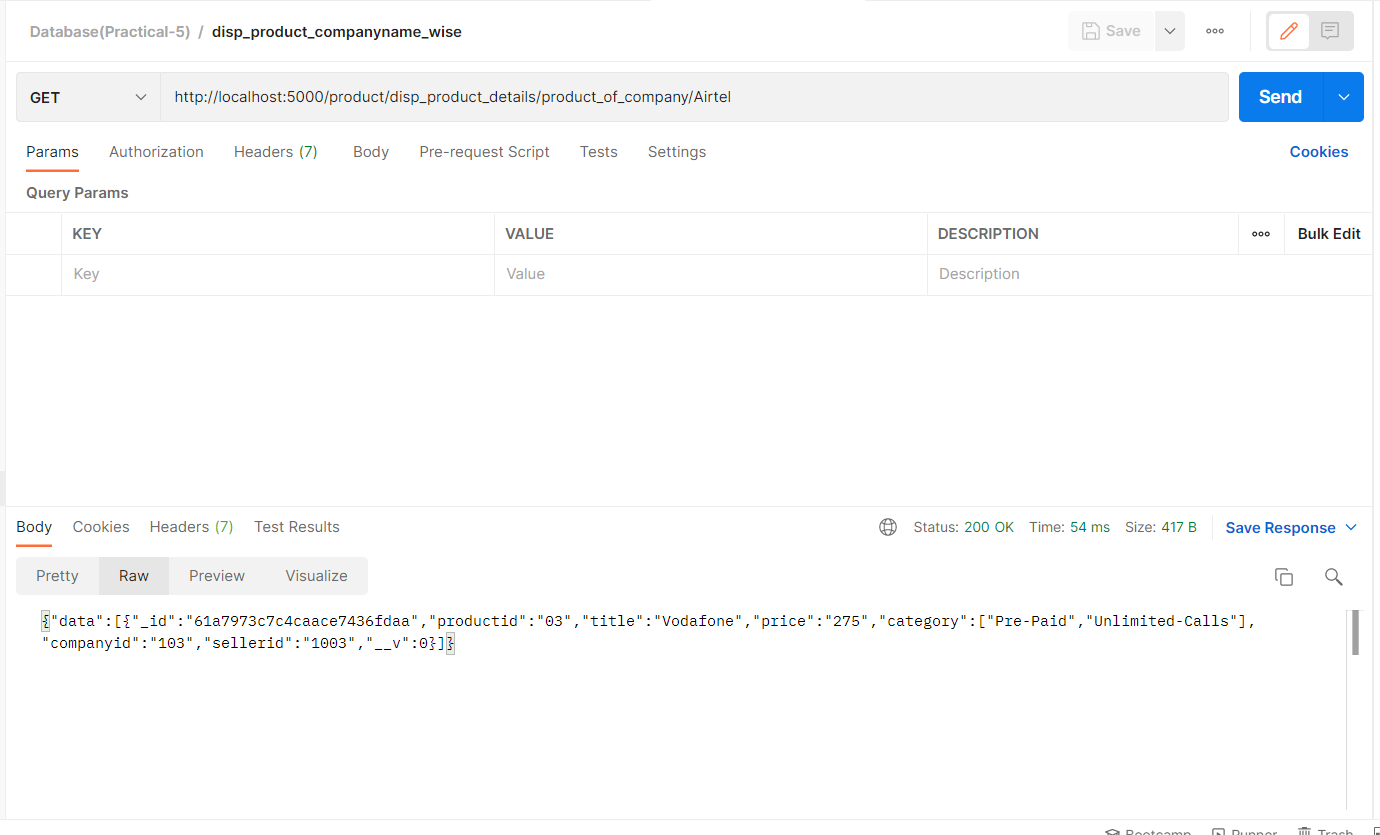 Database(Practical-5) / disp_product_companyname_wise
Save
GET
http://localhost:5000/product/disp_product_details/product_of_company/Airtel
Send
Params Authorization Headers (7) Body Pre-request Script Tests Settings Cookies
Query Params
KEY VALUE DESCRIPTION Bulk Edit
Key Value Description
Body Cookies Headers (7) Test Results Status: 200 OK Time: 54 ms Size: 417 B Save Response
Pretty Raw Preview Visualize
{"data":[{"_id":"61a7973c7c4caace7436fdaa","productid":"03","title":"Vodafone","price":"275","category":["Pre-Paid","Unlimited-Calls"],
"companyid":"103","sellerid":"1003","__v":0}]}
Bootcamp Runner Trash